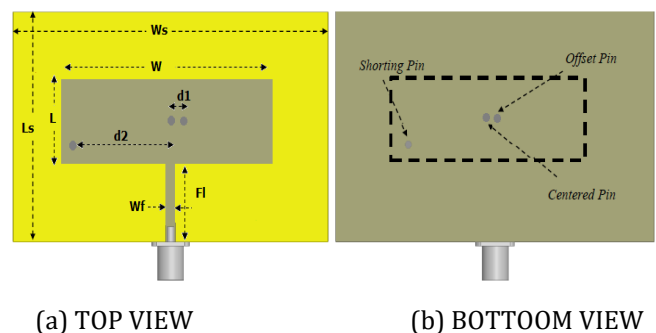 Ws
W
d1
L
Ls
d2
Wf
Fl
Shorting Pin
Offset Pin
Centered Pin
(a) TOP VIEW
(b) BOTTOOM VIEW